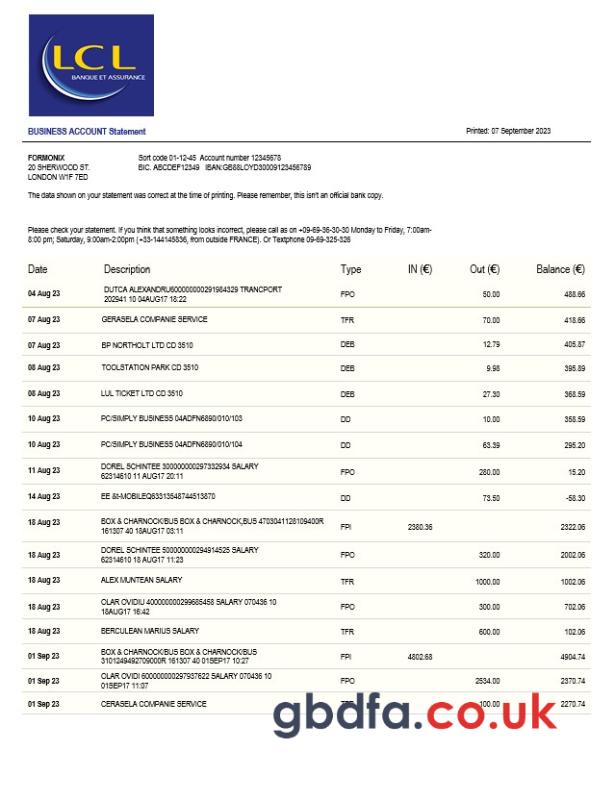 LCL
BANQUE ET ASSURANCE
BUSINESS ACCOUNT Statement
Printed: 07 September 2023
FORMONIX
20 SHERWOOD ST.
LONDON W1F 7ED
Sort code 01-12-45 Account number 12345678
BIC. ABCDEF12349 IBAN:GB88LOYD30009123456789
The data shown on your statement was correct at the time of printing. Please remember, this isn't an official bank copy.
Please check your statement. If you think that something looks incorrect, please call as on +09-69-36-30-30 Monday to Friday, 7:00am-
8:00 pm; Saturday, 9:00am-2:00pm (+33-144145836, from outside FRANCE). Or Textphone 09-69-325-326
Date Description Type IN (€) Out (€) Balance (€)
04 Aug 23 DUTCA ALEXANDRU600000000291984329 TRANCPORT
202941 10 04AUG17 18:22 FPO 50.00 488.66
07 Aug 23 GERASELA COMPANIE SERVICE TFR 70.00 418.66
07 Aug 23 BP NORTHOLT LTD CD 3510 DEB 12.79 405.87
08 Aug 23 TOOLSTATION PARK CD 3510 DEB 9.98 395.89
08 Aug 23 LUL TICKET LTD CD 3510 DEB 27.30 368.59
10 Aug 23 PC/SIMPLY BUSINESS 04ADFN6890/010/103 DD 10.00 358.59
10 Aug 23 PC/SIMPLY BUSINESS 04ADFN6890/010/104 DD 63.39 295.20
11 Aug 23 DOREL SCHINTEE 300000000297332934 SALARY
62314610 11 AUG17 20:11 FPO 280.00 15.20
14 Aug 23 EE &t-MOBILEQ63313548744513870 DD 73.50 -58.30
18 Aug 23 BOX & CHARNOCK/BUS BOX & CHARNOCK,BUS 4703041128109400R
161307 40 18AUG17 03:11 FPI 2380.36 2322.06
18 Aug 23 DOREL SCHINTEE 500000000294914525 SALARY
62314610 18 AUG17 11:23 FPO 320.00 2002.06
18 Aug 23 ALEX MUNTEAN SALARY TFR 1000.00 1002.06
18 Aug 23 OLAR OVIDIU 400000000299685458 SALARY 070436 10
18AUG17 16:42 FPO 300.00 702.06
18 Aug 23 BERCULEAN MARIUS SALARY TFR 600.00 102.06
01 Sep 23 BOX & CHARNOCK/BUS BOX & CHARNOCK/BUS
3101249492709000R 161307 40 01SEP17 10:27 FPI 4802.68 4904.74
01 Sep 23 OLAR OVIDI 600000000297937622 SALARY 070436 10
01SEP17 11:07 FPO 2534.00 2370.74
01 Sep 23 CERASELA COMPANIE SERVICE 100.00 2270.74
gbdfa.co.uk